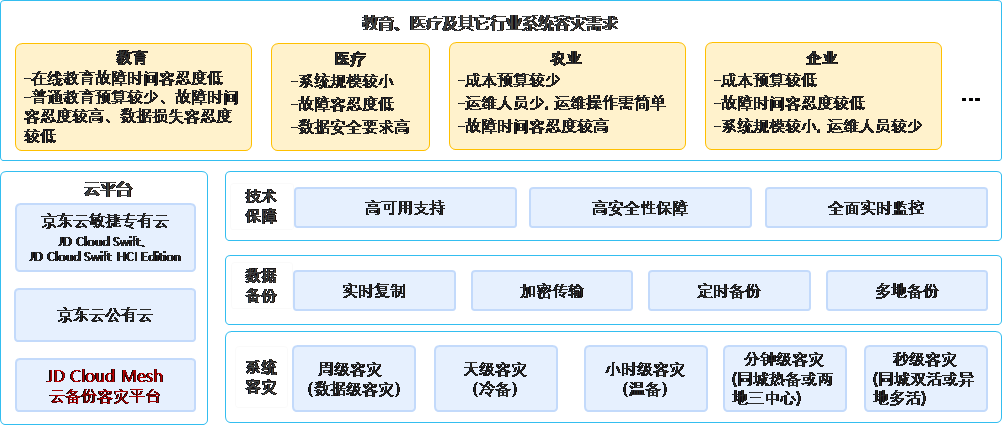 教育、医疗及其它行业系统容灾需求
教育
-在线教育故障时间容忍度低
-普通教育预算较少、故障时间
容忍度较高、数据损失容忍度
较低
医疗
-系统规模较小
-故障容忍度低
-数据安全要求高
农业
-成本预算较少
-运维人员少, 运维操作需简单
-故障时间容忍度较高
企业
-成本预算较低
-故障时间容忍度较低
-系统规模较小, 运维人员较少
...
云平台
京东云敏捷专有云
JD Cloud Swift、
JD Cloud Swift HCI Edition
京东云公有云
JD Cloud Mesh
云备份容灾平台
技术
保障
高可用支持
高安全性保障
全面实时监控
数据
备份
实时复制
加密传输
定时备份
多地备份
系统
容灾
周级容灾
(数据级容灾)
天级容灾
(冷备)
小时级容灾
(温备)
分钟级容灾
(同城热备或两
地三中心)
秒级容灾
(同城双活或异
地多活)